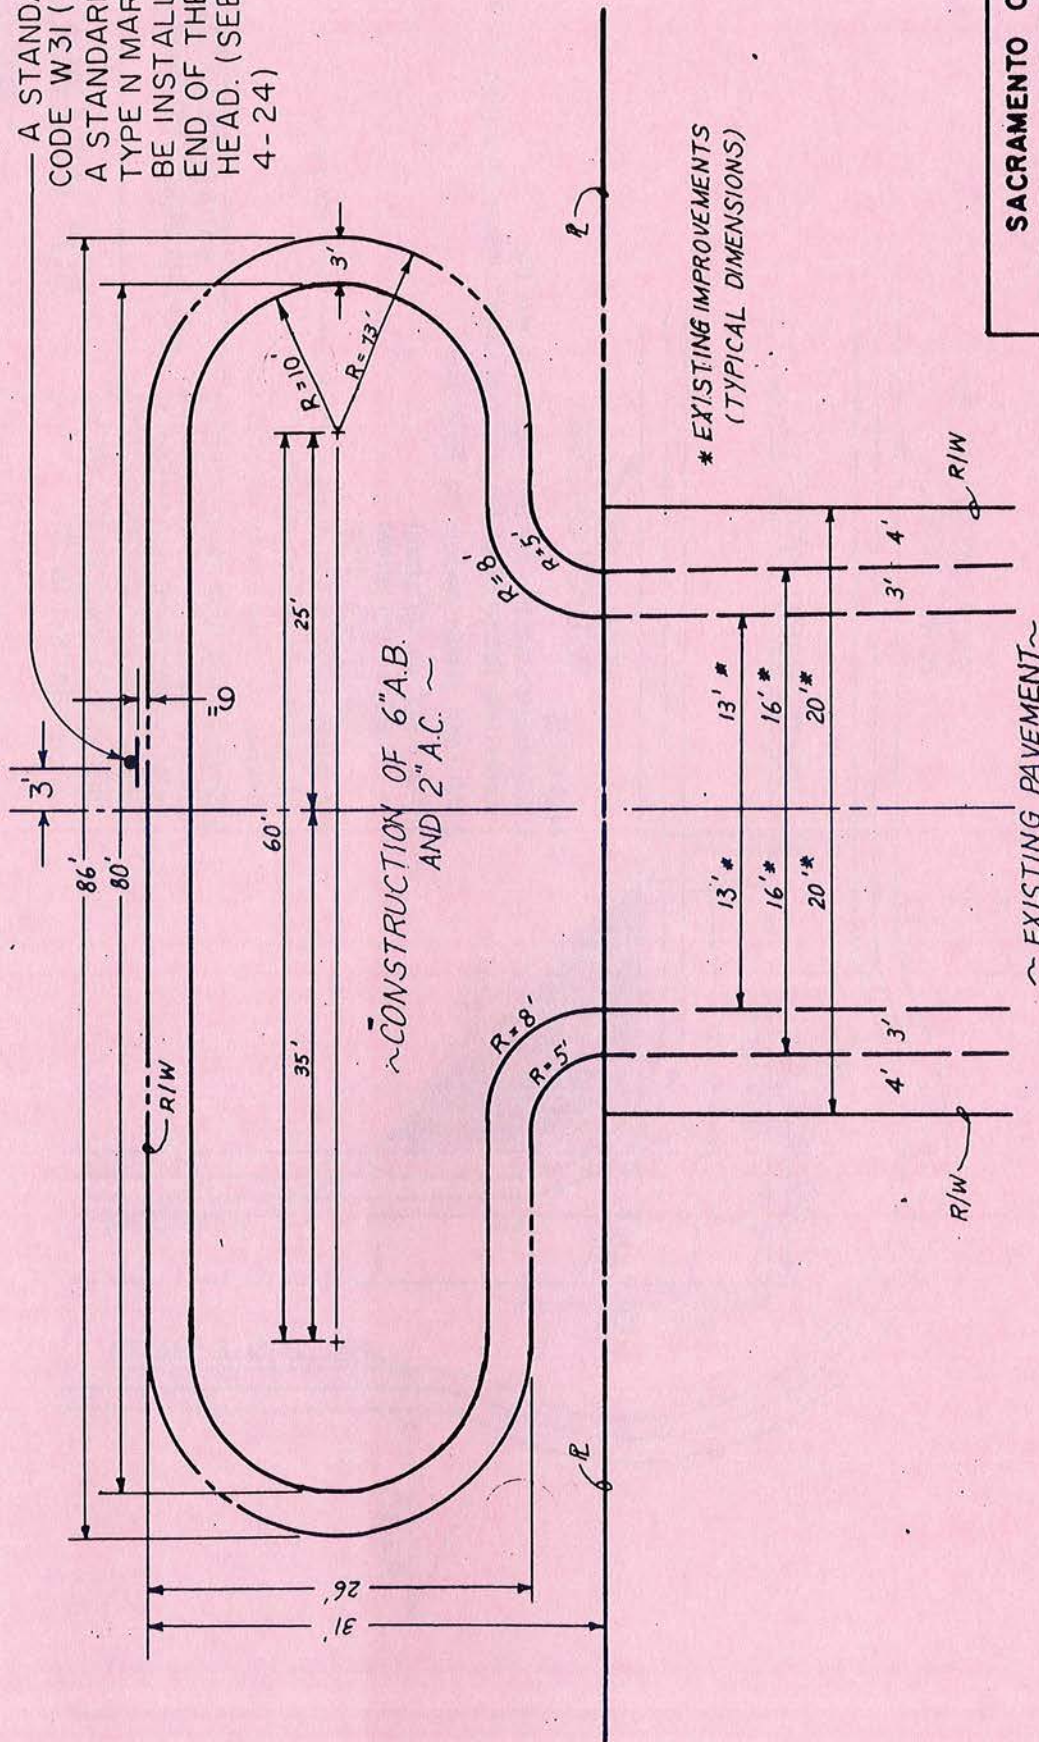 A STANDA
CODE W31 (
A STANDAR
TYPE N MAR
BE INSTALL
END OF THE
HEAD. (SEE
4-24)
3'
86'
80'
6"
R/W
60'
35'
25'
R=10'
R=13'
3'
~CONSTRUCTION OF 6"A.B.
AND 2"A.C. ~
R=8'
R=5'
R=8'
R=5'
26'
31'
P
P
* EXISTING IMPROVEMENTS
(TYPICAL DIMENSIONS)
13'* 13'*
16'* 16'*
20'* 20'*
4' 3' 3' 4'
R/W
R/W
~ EXISTING PAVEMENT~
SACRAMENTO C